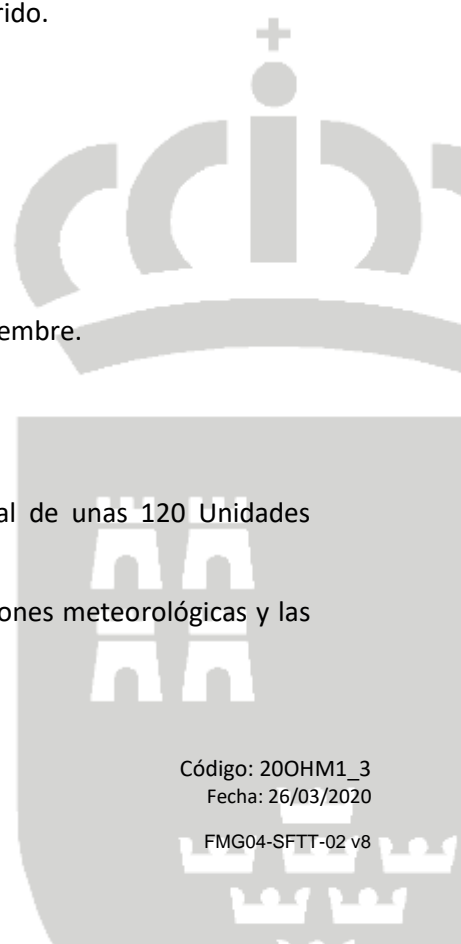 rido.
embre.
al de unas 120 Unidades
ones meteorológicas y las
Código: 20OHM1_3
Fecha: 26/03/2020
FMG04-SFTT-02 v8